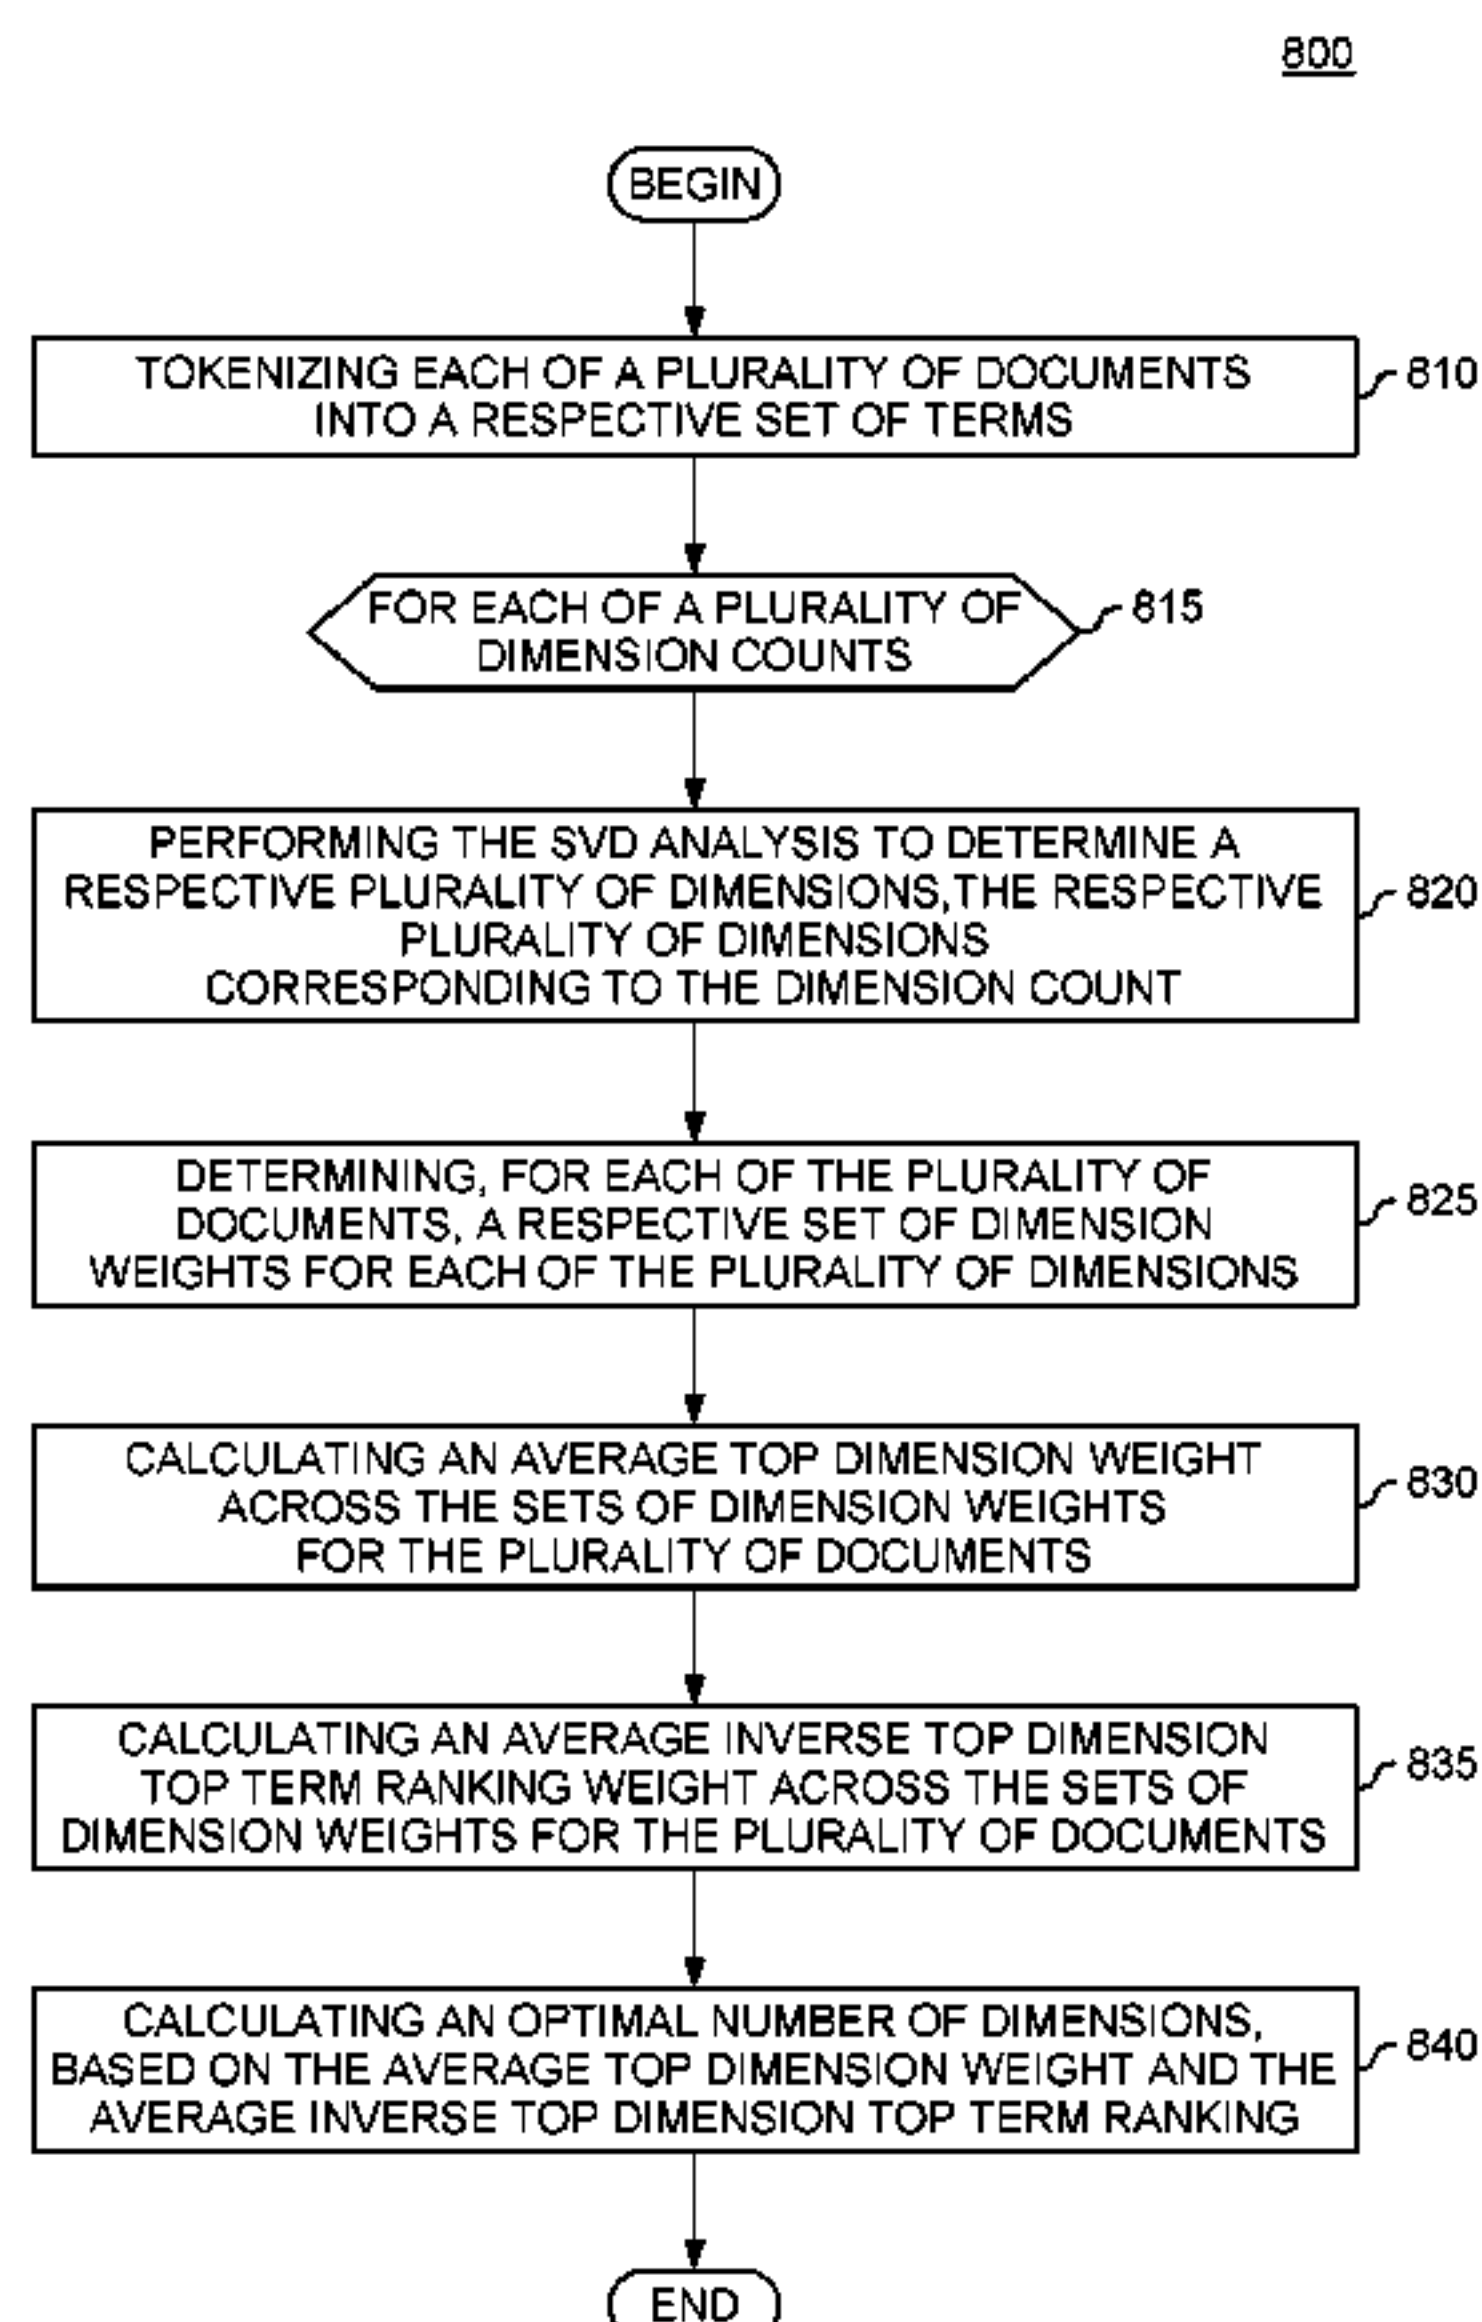 800
BEGIN
TOKENIZING EACH OF A PLURALITY OF DOCUMENTS
INTO A RESPECTIVE SET OF TERMS
810
FOR EACH OF A PLURALITY OF
DIMENSION COUNTS
815
PERFORMING THE SVD ANALYSIS TO DETERMINE A
RESPECTIVE PLURALITY OF DIMENSIONS,THE RESPECTIVE
PLURALITY OF DIMENSIONS
CORRESPONDING TO THE DIMENSION COUNT
820
DETERMINING, FOR EACH OF THE PLURALITY OF
DOCUMENTS, A RESPECTIVE SET OF DIMENSION
WEIGHTS FOR EACH OF THE PLURALITY OF DIMENSIONS
825
CALCULATING AN AVERAGE TOP DIMENSION WEIGHT
ACROSS THE SETS OF DIMENSION WEIGHTS
FOR THE PLURALITY OF DOCUMENTS
830
CALCULATING AN AVERAGE INVERSE TOP DIMENSION
TOP TERM RANKING WEIGHT ACROSS THE SETS OF
DIMENSION WEIGHTS FOR THE PLURALITY OF DOCUMENTS
835
CALCULATING AN OPTIMAL NUMBER OF DIMENSIONS,
BASED ON THE AVERAGE TOP DIMENSION WEIGHT AND THE
AVERAGE INVERSE TOP DIMENSION TOP TERM RANKING
840
END